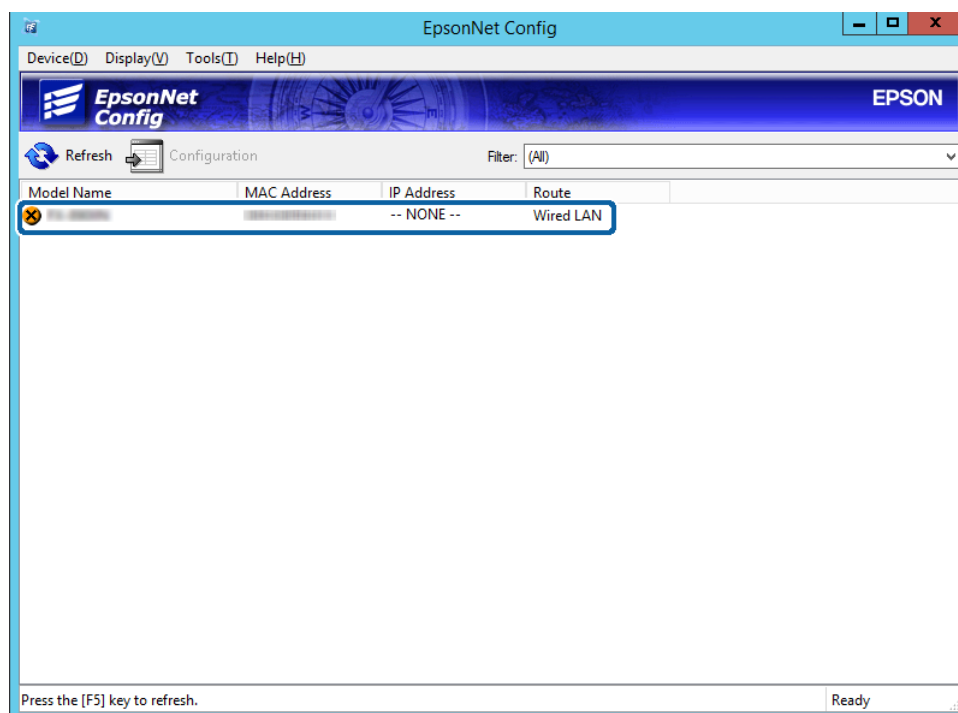 EpsonNet Config
Device(D) Display(V) Tools(T) Help(H)
EpsonNet
Config
EPSON
Refresh Configuration Filter: (All)
Model Name MAC Address IP Address Route
-- NONE -- Wired LAN
Press the [F5] key to refresh. Ready